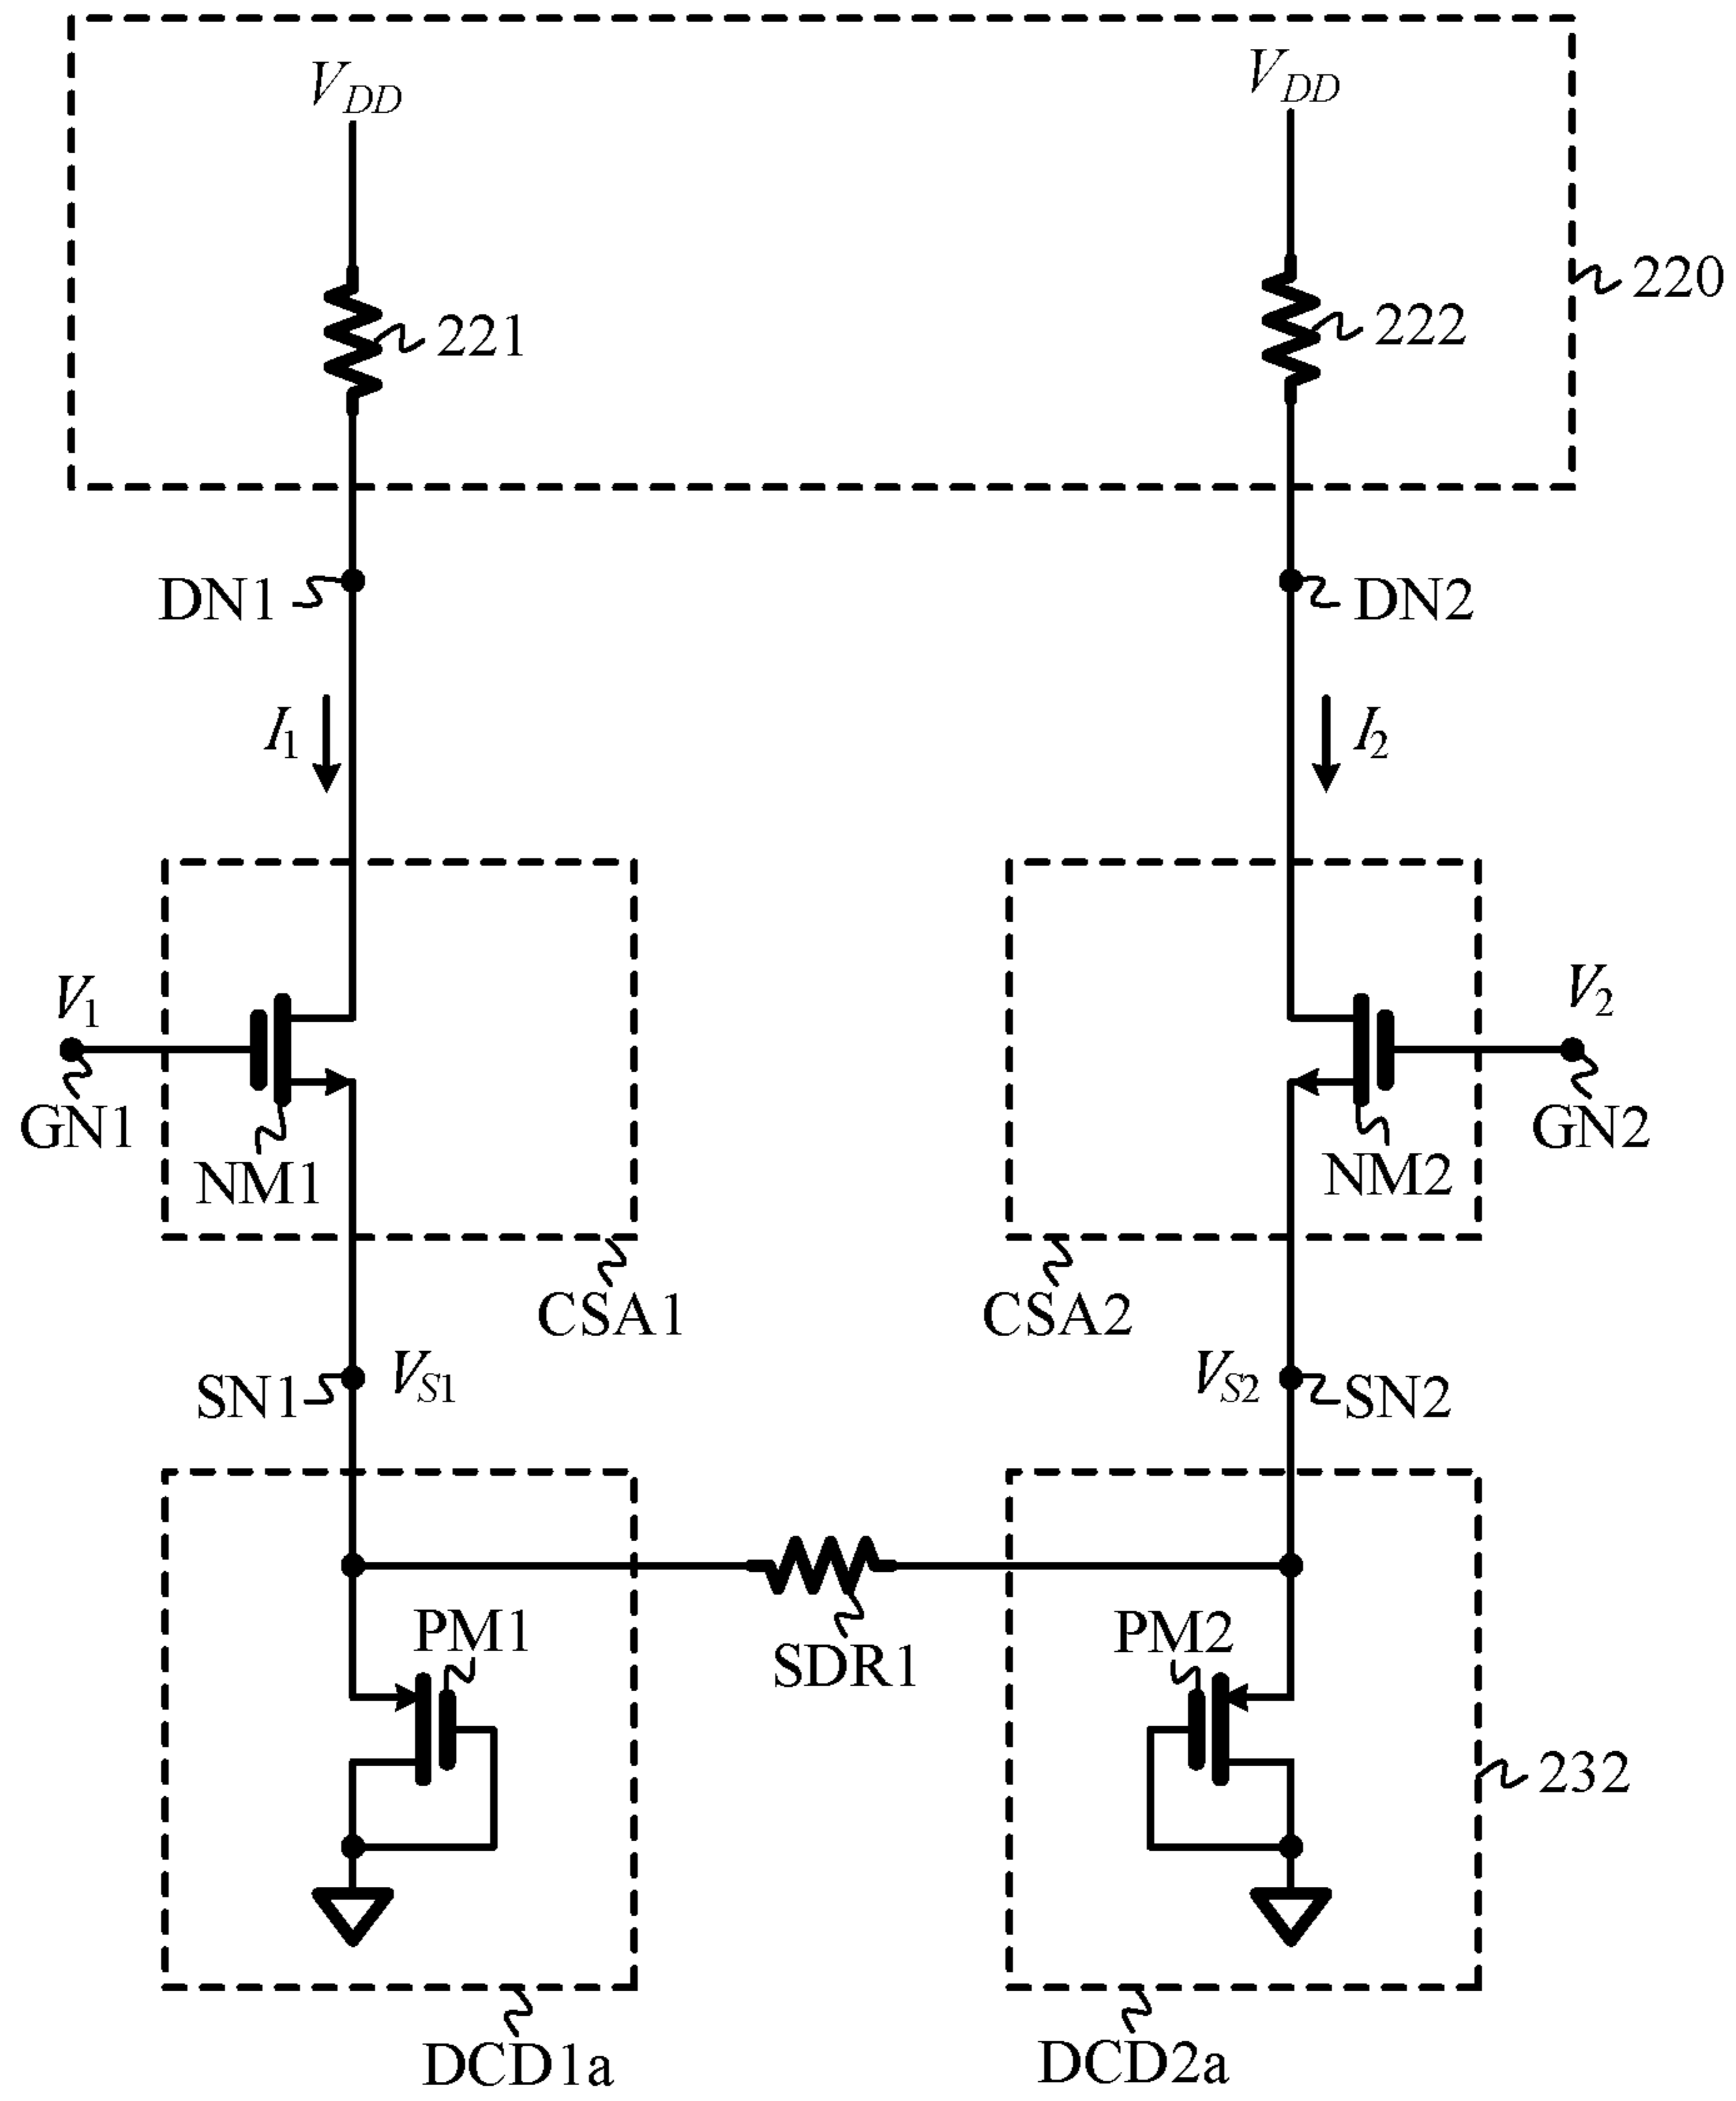 VDD
VDD
220
221
222
DN1
DN2
I1
I2
V1
V2
GN1
GN2
NM1
NM2
CSA1
CSA2
SN1
VS1
VS2
SN2
PM1
PM2
SDR1
232
DCD1a
DCD2a